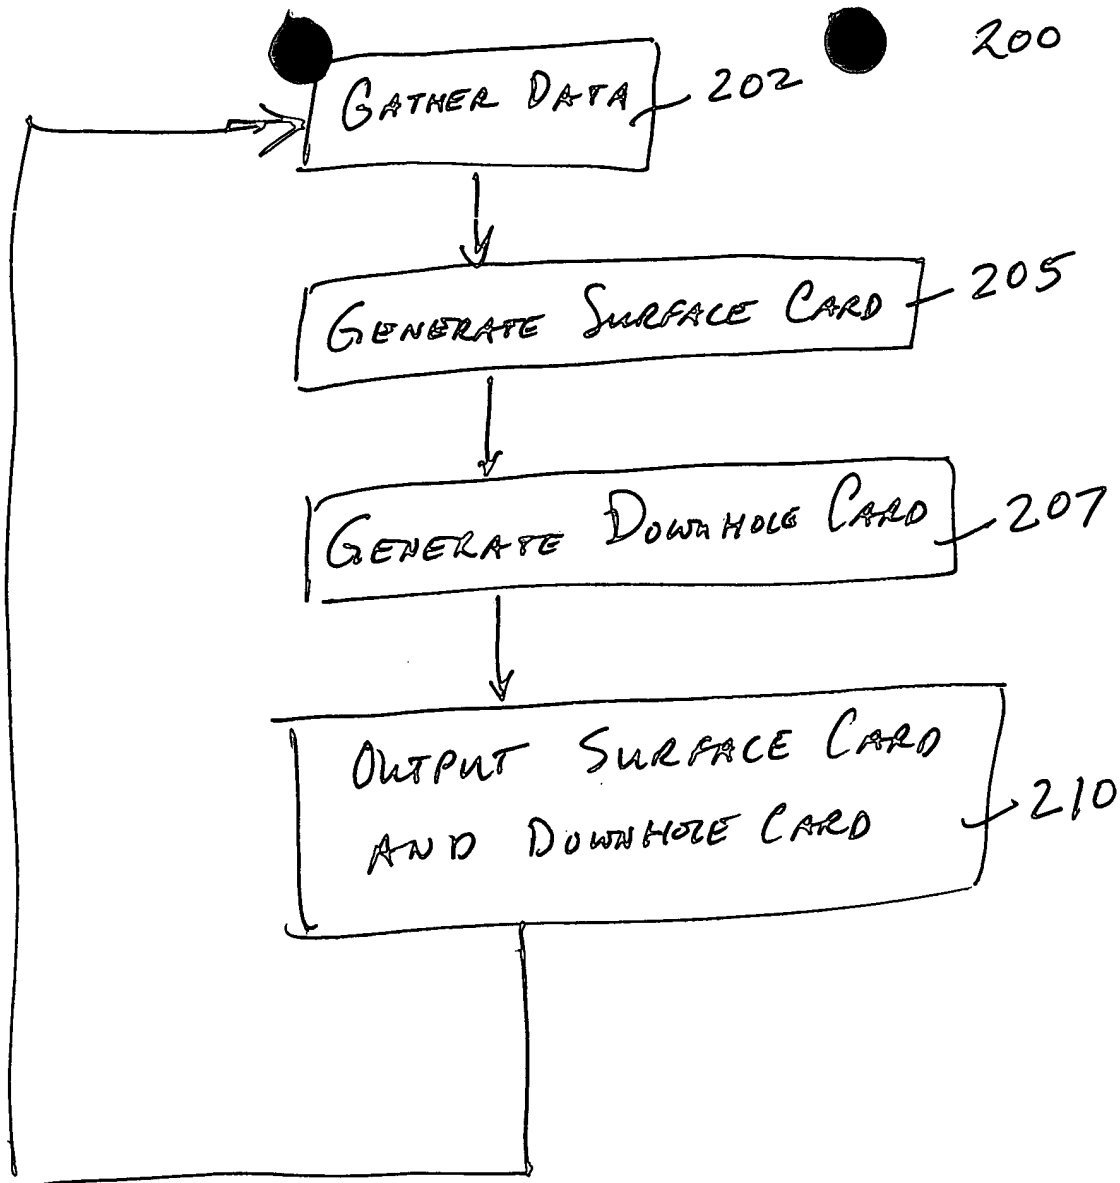 200
GATHER DATA 202
GENERATE SURFACE CARD 205
GENERATE DOWNHOLE CARD 207
OUTPUT SURFACE CARD
AND DOWNHOLE CARD 210